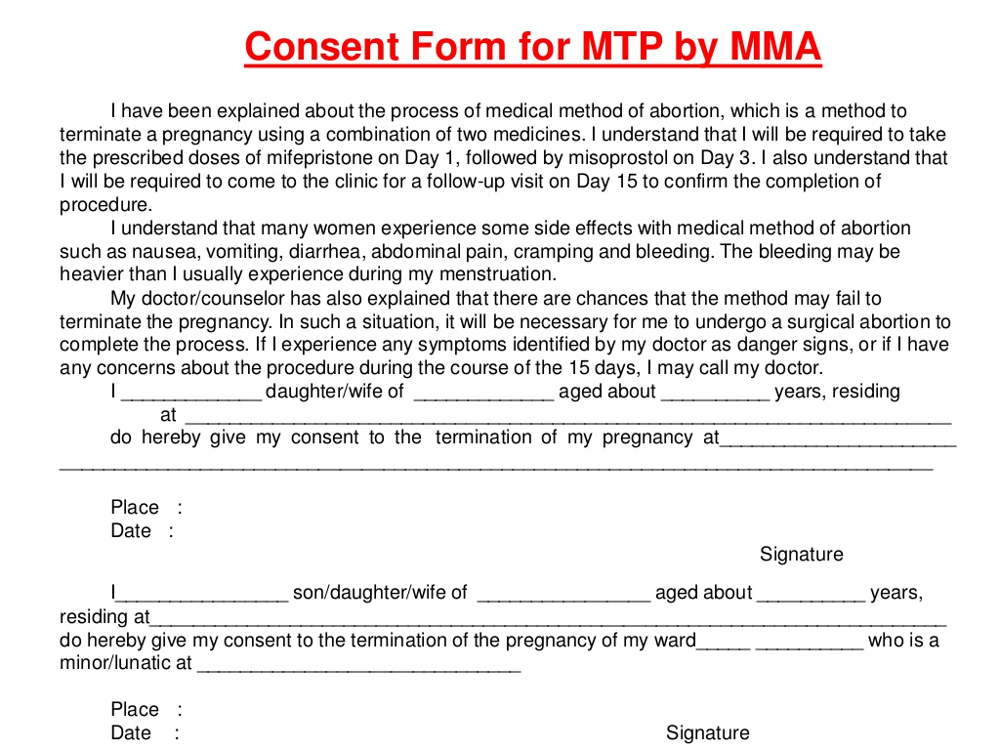 Consent Form for MTP by MMA
I have been explained about the process of medical method of abortion, which is a method to
terminate a pregnancy using a combination of two medicines. I understand that I will be required to take
the prescribed doses of mifepristone on Day 1, followed by misoprostol on Day 3. I also understand that
I will be required to come to the clinic for a follow-up visit on Day 15 to confirm the completion of
procedure.
I understand that many women experience some side effects with medical method of abortion
such as nausea, vomiting, diarrhea, abdominal pain, cramping and bleeding. The bleeding may be
heavier than I usually experience during my menstruation.
My doctor/counselor has also explained that there are chances that the method may fail to
terminate the pregnancy. In such a situation, it will be necessary for me to undergo a surgical abortion to
complete the process. If I experience any symptoms identified by my doctor as danger signs, or if I have
any concerns about the procedure during the course of the 15 days, I may call my doctor.
I _____________ daughter/wife of _____________ aged about __________ years, residing
at _______________________________________________________________________
do hereby give my consent to the termination of my pregnancy at______________________
_________________________________________________________________________________
Place :
Date :
Signature
I________________ son/daughter/wife of ________________ aged about __________ years,
residing at__________________________________________________________________________
do hereby give my consent to the termination of the pregnancy of my ward_____ __________ who is a
minor/lunatic at ______________________________
Place :
Date :
Signature